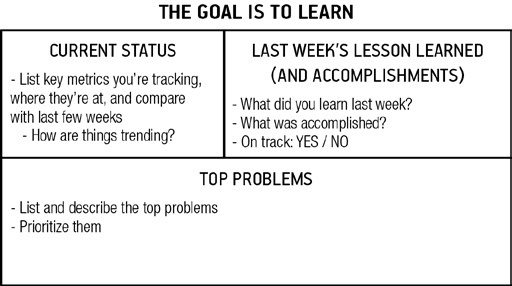 THE GOAL IS TO LEARN
CURRENT STATUS
- List key metrics you're tracking,
where they're at, and compare
with last few weeks
- How are things trending?
LAST WEEK'S LESSON LEARNED
(AND ACCOMPLISHMENTS)
- What did you learn last week?
- What was accomplished?
- On track: YES / NO
TOP PROBLEMS
- List and describe the top problems
- Prioritize them